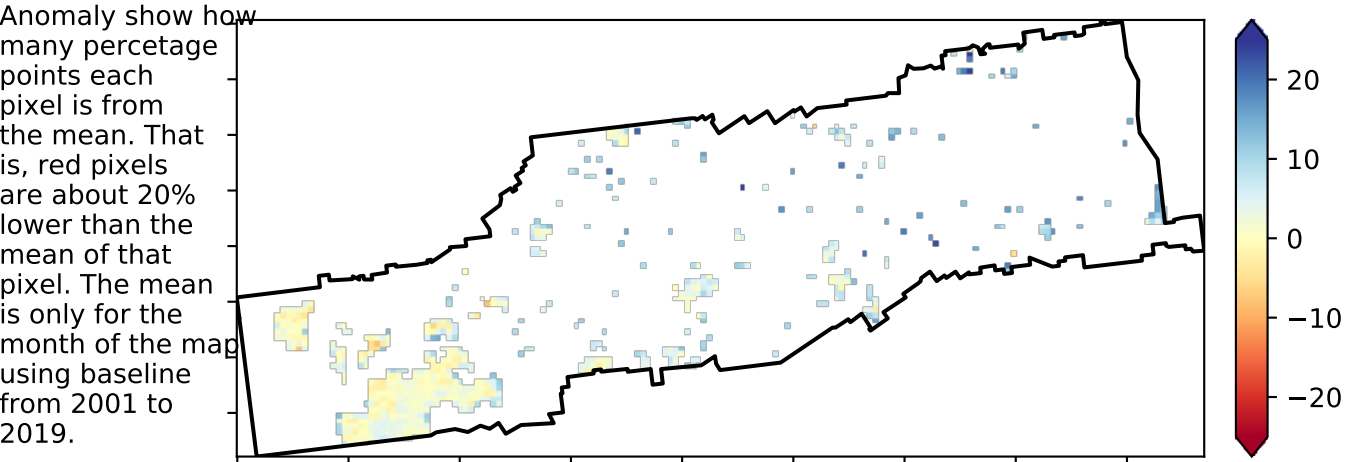 Anomaly show how
many percetage
points each
pixel is from
the mean. That
is, red pixels
are about 20%
lower than the
mean of that
pixel. The mean
is only for the
month of the map
using baseline
from 2001 to
2019.
20
10
0
−10
−20